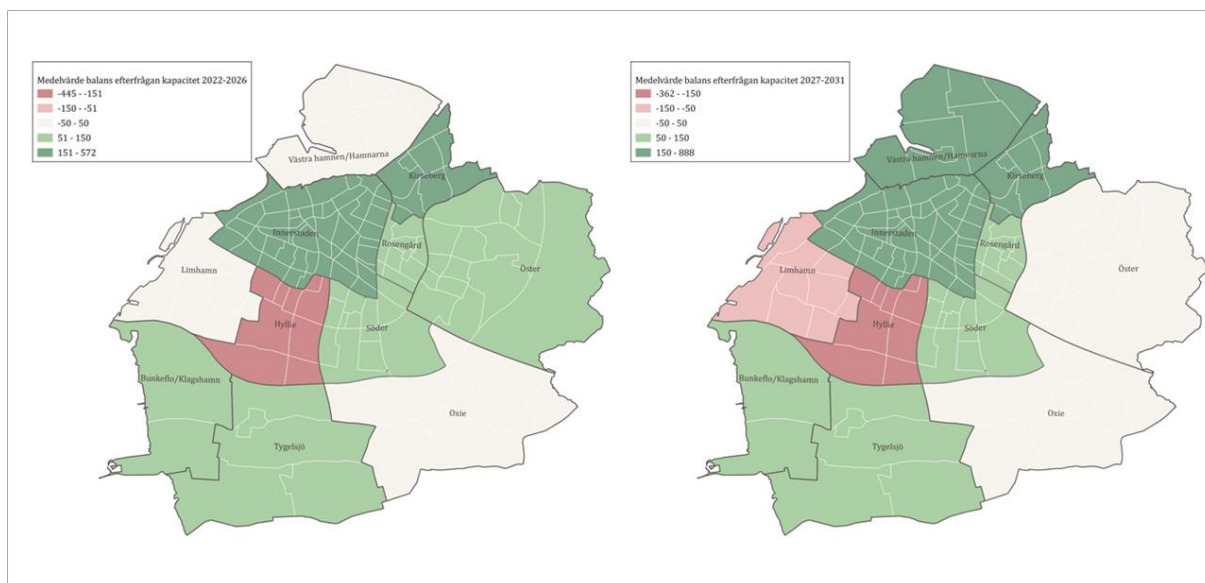 Medelvärde balans efterfrågan kapacitet 2022-2026
-445 - -151
-150 - -51
-50 - 50
51 - 150
151 - 572
Västra hamnen/Hamnarna
Kirseberg
Innerstaden
Rosengård
Öster
Limhamn
Hyllie
Söder
Bunkeflo/Klagshamn
Oxie
Tygelsjö
Medelvärde balans efterfrågan kapacitet 2027-2031
-362 - -150
-150 - -50
-50 - 50
50 - 150
150 - 888
Västra hamnen/Hamnarna
Kirseberg
Innerstaden
Rosengård
Öster
Limhamn
Hyllie
Söder
Bunkeflo/Klagshamn
Oxie
Tygelsjö